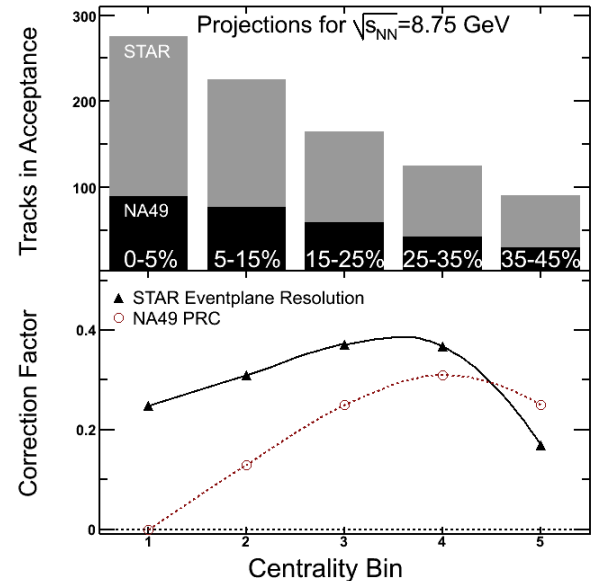 Projections for √sNN=8.75 GeV
300
STAR
200
Tracks in Acceptance
100
NA49
0-5% 5-15% 15-25% 25-35% 35-45%
STAR Eventplane Resolution
NA49 PRC
0.4
Correction Factor
0.2
0
1 2 3 4 5
Centrality Bin